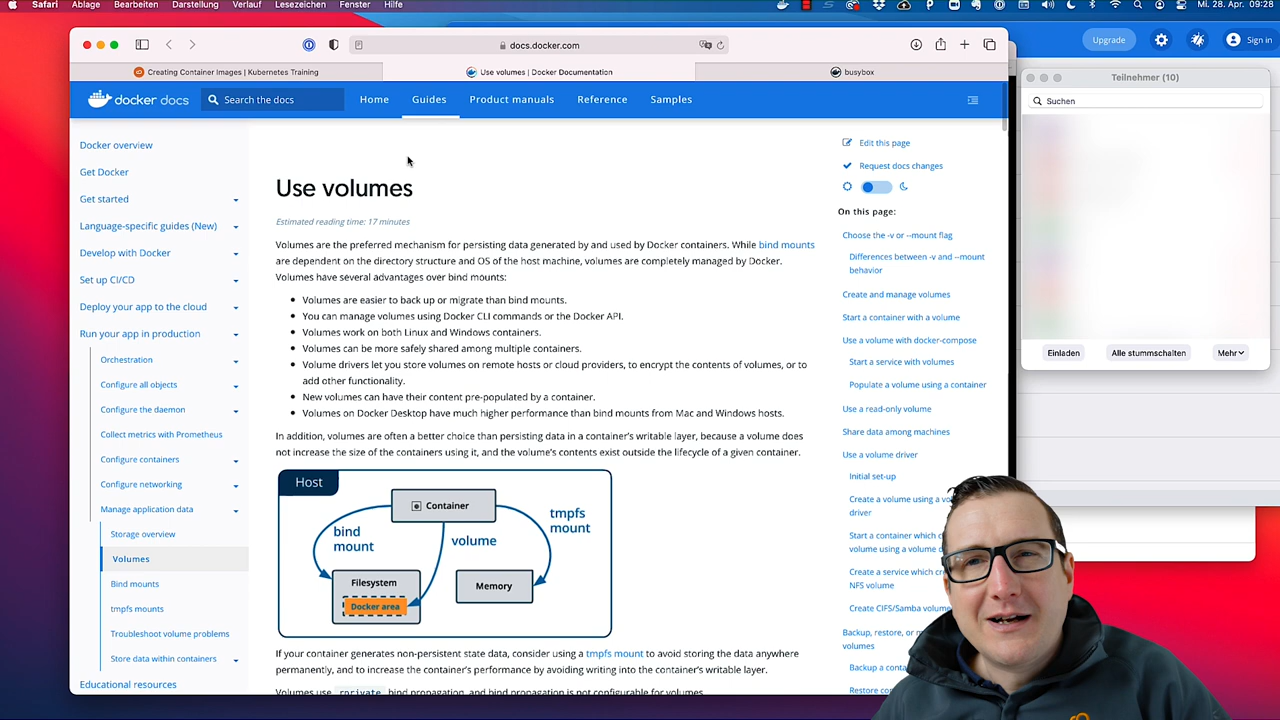 Safari Ablage Bearbeiten Darstellung Verlauf Lesezeichen Fenster Hilfe
Mi. 28. Apr. 09:28
Upgrade
Sign in
docs.docker.com
Creating Container Images | Kubernetes Training
Use volumes | Docker Documentation
busybox
docker docs
Search the docs
Home Guides Product manuals Reference Samples
Docker overview
Get Docker
Get started
Language-specific guides (New)
Develop with Docker
Set up CI/CD
Deploy your app to the cloud
Run your app in production
Orchestration
Configure all objects
Configure the daemon
Collect metrics with Prometheus
Configure containers
Configure networking
Manage application data
Storage overview
Volumes
Bind mounts
tmpfs mounts
Troubleshoot volume problems
Store data within containers
Educational resources
Use volumes
Estimated reading time: 17 minutes
Volumes are the preferred mechanism for persisting data generated by and used by Docker containers. While bind mounts
are dependent on the directory structure and OS of the host machine, volumes are completely managed by Docker.
Volumes have several advantages over bind mounts:
• Volumes are easier to back up or migrate than bind mounts.
• You can manage volumes using Docker CLI commands or the Docker API.
• Volumes work on both Linux and Windows containers.
• Volumes can be more safely shared among multiple containers.
• Volume drivers let you store volumes on remote hosts or cloud providers, to encrypt the contents of volumes, or to
add other functionality.
• New volumes can have their content pre-populated by a container.
• Volumes on Docker Desktop have much higher performance than bind mounts from Mac and Windows hosts.
In addition, volumes are often a better choice than persisting data in a container's writable layer, because a volume does
not increase the size of the containers using it, and the volume's contents exist outside the lifecycle of a given container.
Host
Container
bind
mount
volume
tmpfs
mount
Filesystem
Docker area
Memory
If your container generates non-persistent state data, consider using a tmpfs mount to avoid storing the data anywhere
permanently, and to increase the container's performance by avoiding writing into the container's writable layer.
Volumes use rprivate bind propagation, and bind propagation is not configurable for volumes.
Edit this page
Request docs changes
On this page:
Choose the -v or --mount flag
Differences between -v and --mount
behavior
Create and manage volumes
Start a container with a volume
Use a volume with docker-compose
Start a service with volumes
Populate a volume using a container
Use a read-only volume
Share data among machines
Use a volume driver
Initial set-up
Create a volume using a vo
driver
Start a container which c
volume using a volume d
Create a service which cr
NFS volume
Create CIFS/Samba volume
Backup, restore, or m
volumes
Backup a conta
Restore con
Teilnehmer (10)
Suchen
Einladen
Alle stummschalten
Mehr